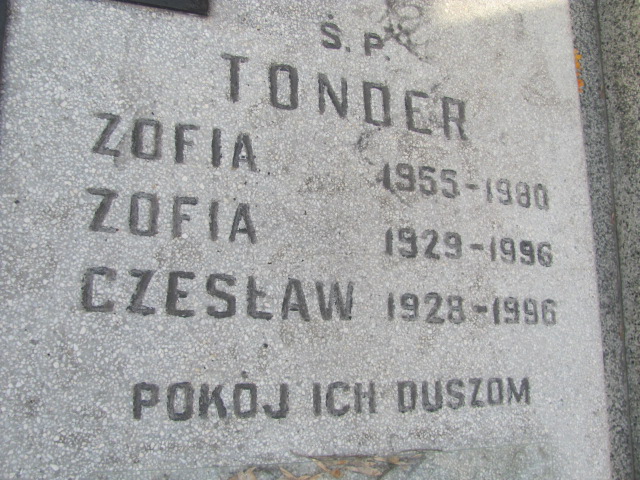 Ś.P.
TONDER
ZOFIA 1955-1980
ZOFIA 1929-1996
CZESŁAW 1928-1996
POKÓJ ICH DUSZOM